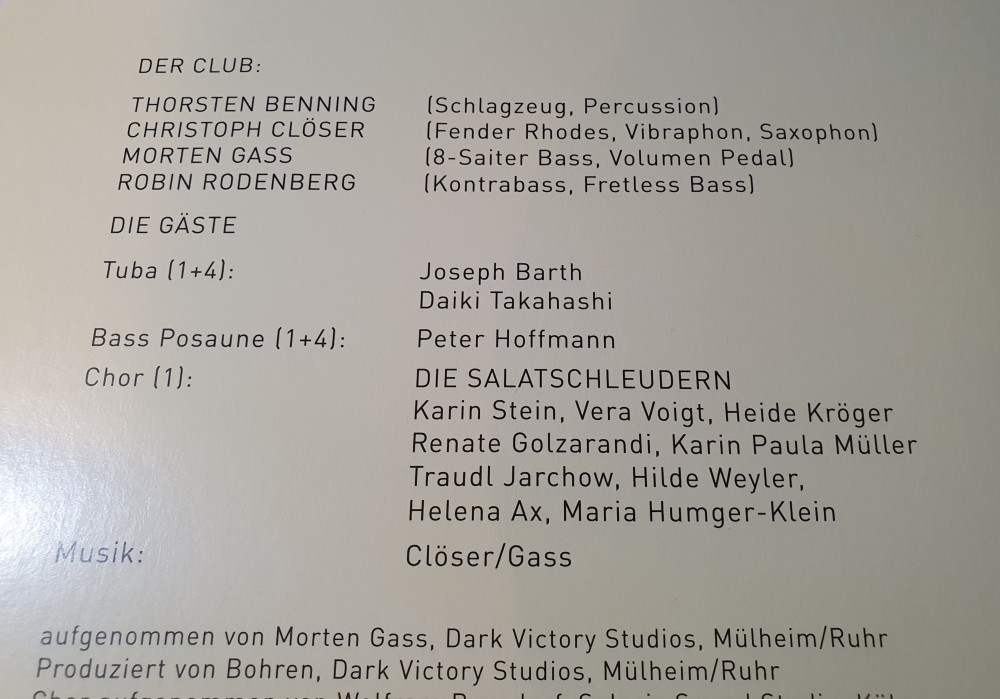 DER CLUB:
THORSTEN BENNING (Schlagzeug, Percussion)
CHRISTOPH CLÖSER (Fender Rhodes, Vibraphon, Saxophon)
MORTEN GASS (8-Saiter Bass, Volumen Pedal)
ROBIN RODENBERG (Kontrabass, Fretless Bass)
DIE GÄSTE
Tuba (1+4): Joseph Barth
Daiki Takahashi
Bass Posaune (1+4): Peter Hoffmann
Chor (1): DIE SALATSCHLEUDERN
Karin Stein, Vera Voigt, Heide Kröger
Renate Golzarandi, Karin Paula Müller
Traudl Jarchow, Hilde Weyler,
Helena Ax, Maria Humger-Klein
Musik: Clöser/Gass
aufgenommen von Morten Gass, Dark Victory Studios, Mülheim/Ruhr
Produziert von Bohren, Dark Victory Studios, Mülheim/Ruhr
Chor aufgenommen von